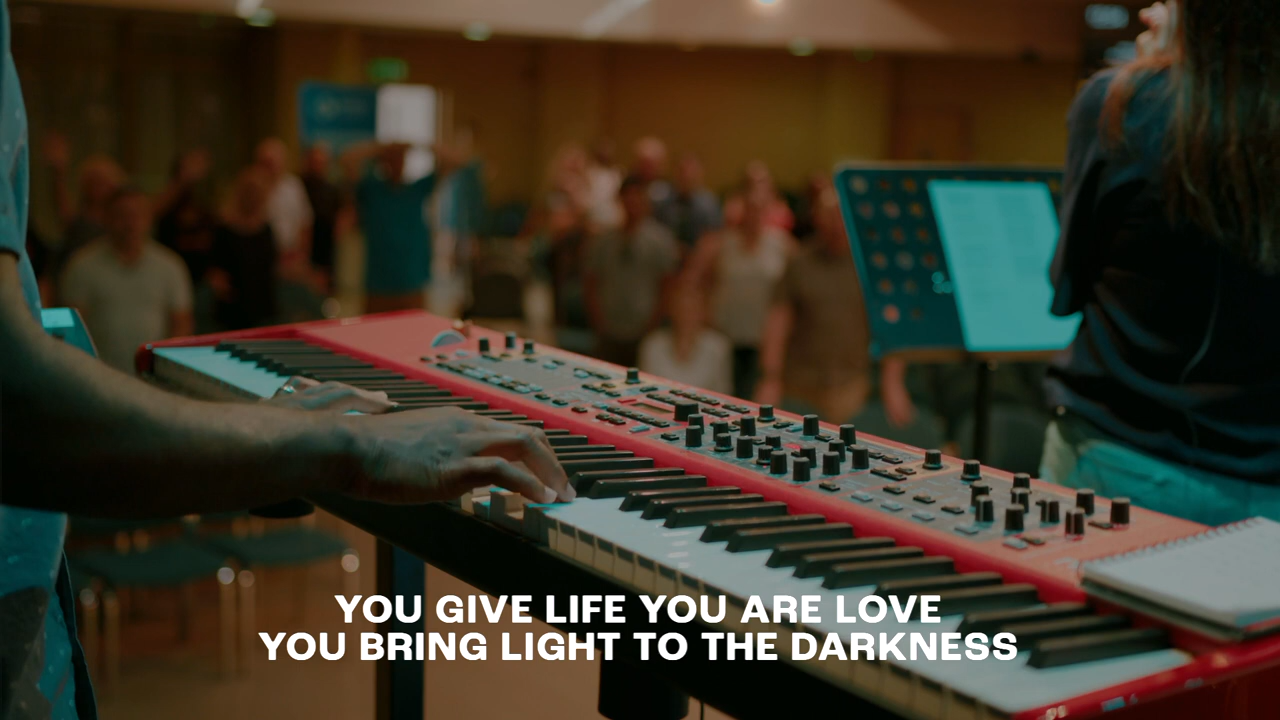 YOU GIVE LIFE YOU ARE LOVE
YOU BRING LIGHT TO THE DARKNESS